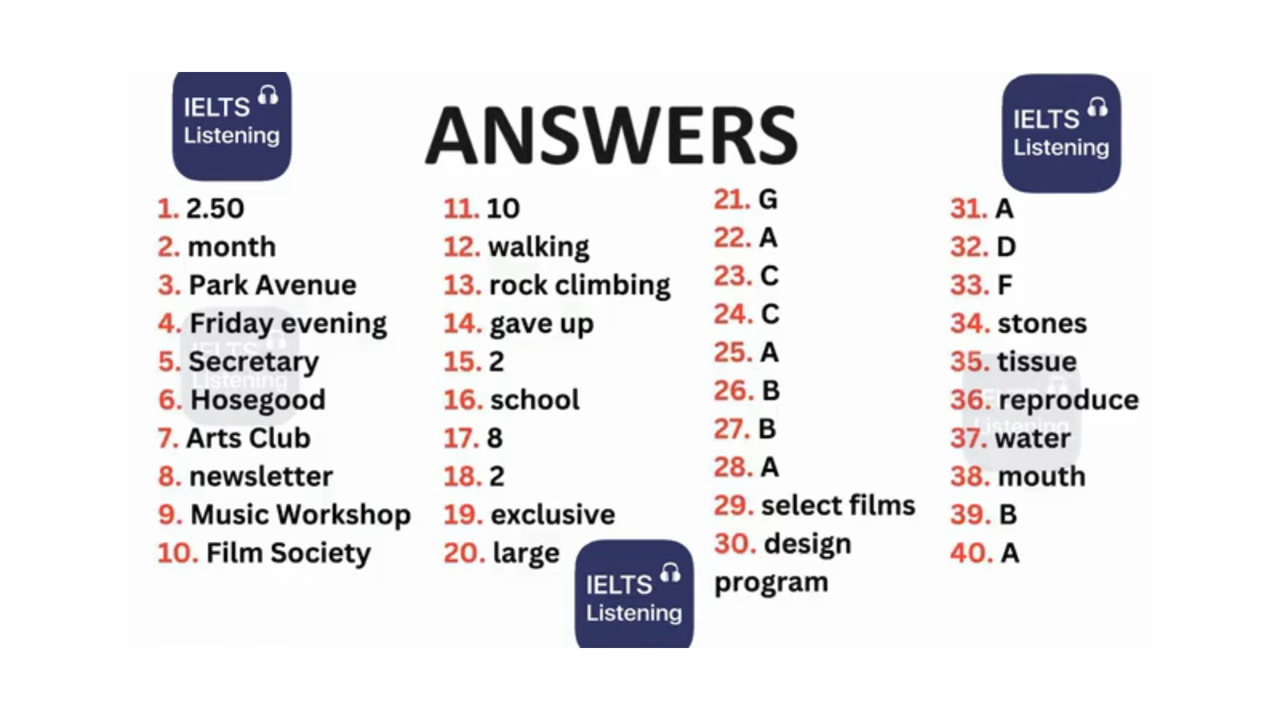 IELTS
Listening
ANSWERS
IELTS
Listening
1. 2.50
2. month
3. Park Avenue
4. Friday evening
5. Secretary
6. Hosegood
7. Arts Club
8. newsletter
9. Music Workshop
10. Film Society
IELTS
Listening
11. 10
12. walking
13. rock climbing
14. gave up
15. 2
16. school
17. 8
18. 2
19. exclusive
20. large
IELTS
Listening
21. G
22. A
23. C
24. C
25. A
26. B
27. B
28. A
29. select films
30. design
program
31. A
32. D
33. F
34. stones
35. tissue
36. reproduce
37. water
38. mouth
39. B
40. A
IELTS
Listening